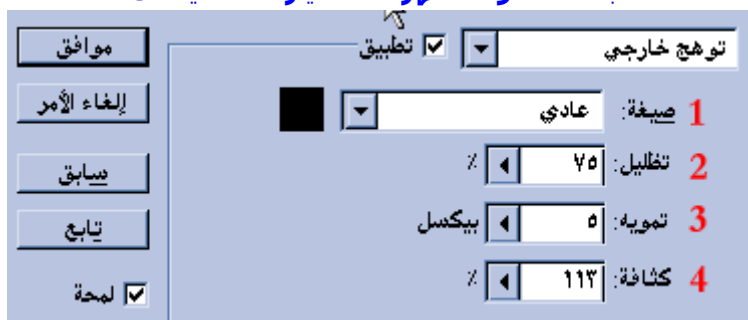 توهج خارجي
تطبيق
موافق
1 صيغة: عادي
إلغاء الأمر
2 تظليل: ٧٥ ٪
سابق
3 تمويه: ٥ بيكسل
تابع
4 كثافة: ١١٣ ٪
لمحة